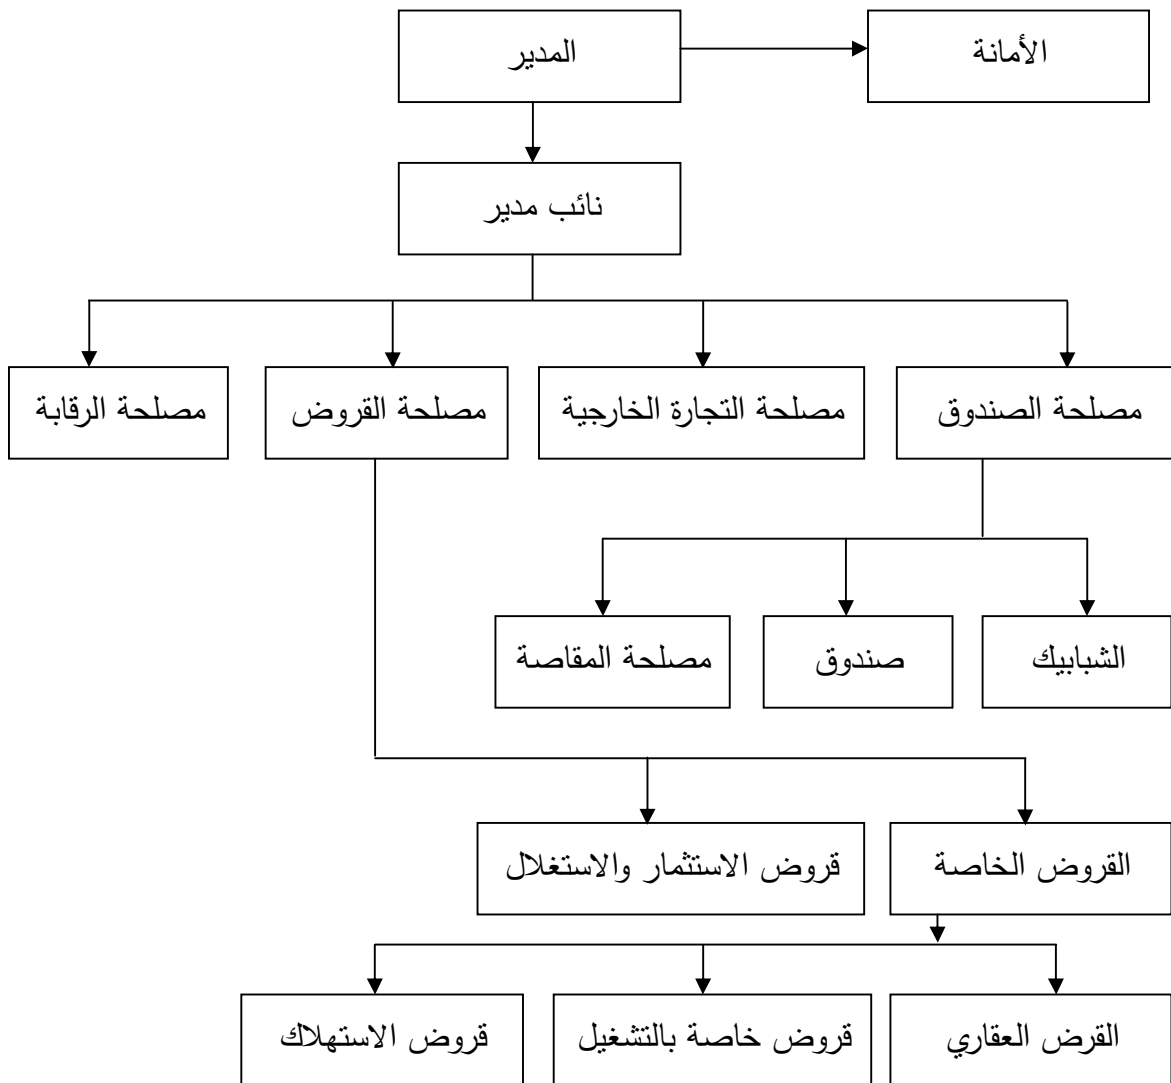 المدير
الأمانة
نائب مدير
مصلحة الصندوق
مصلحة التجارة الخارجية
مصلحة القروض
مصلحة الرقابة
الشبابيك
صندوق
مصلحة المقاصة
القروض الخاصة
قروض الاستثمار والاستغلال
القرض العقاري
قروض خاصة بالتشغيل
قروض الاستهلاك